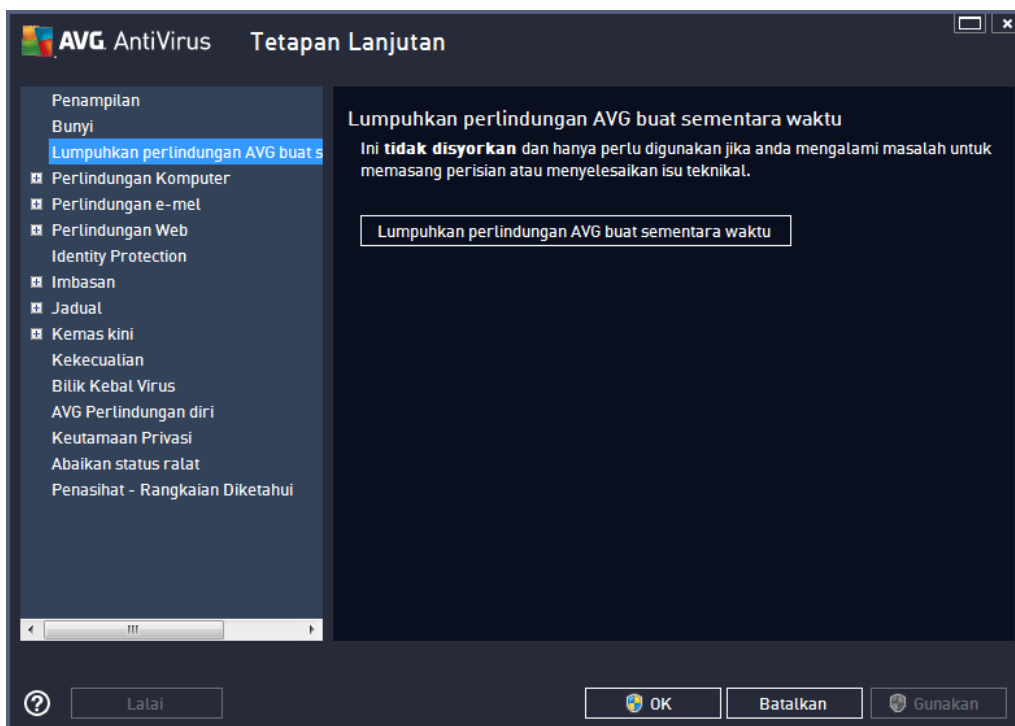 AVG AntiVirus Tetapan Lanjutan
Penampilan
Bunyi
Lumpuhkan perlindungan AVG buat s
Perlindungan Komputer
Perlindungan e-mel
Perlindungan Web
Identity Protection
Imbasan
Jadual
Kemas kini
Kekecualian
Bilik Kebal Virus
AVG Perlindungan diri
Keutamaan Privasi
Abaikan status ralat
Penasihat - Rangkaian Diketahui
Lumpuhkan perlindungan AVG buat sementara waktu
Ini tidak disyorkan dan hanya perlu digunakan jika anda mengalami masalah untuk
memasang perisian atau menyelesaikan isu teknikal.
Lumpuhkan perlindungan AVG buat sementara waktu
Lalai
OK
Batalkan
Gunakan